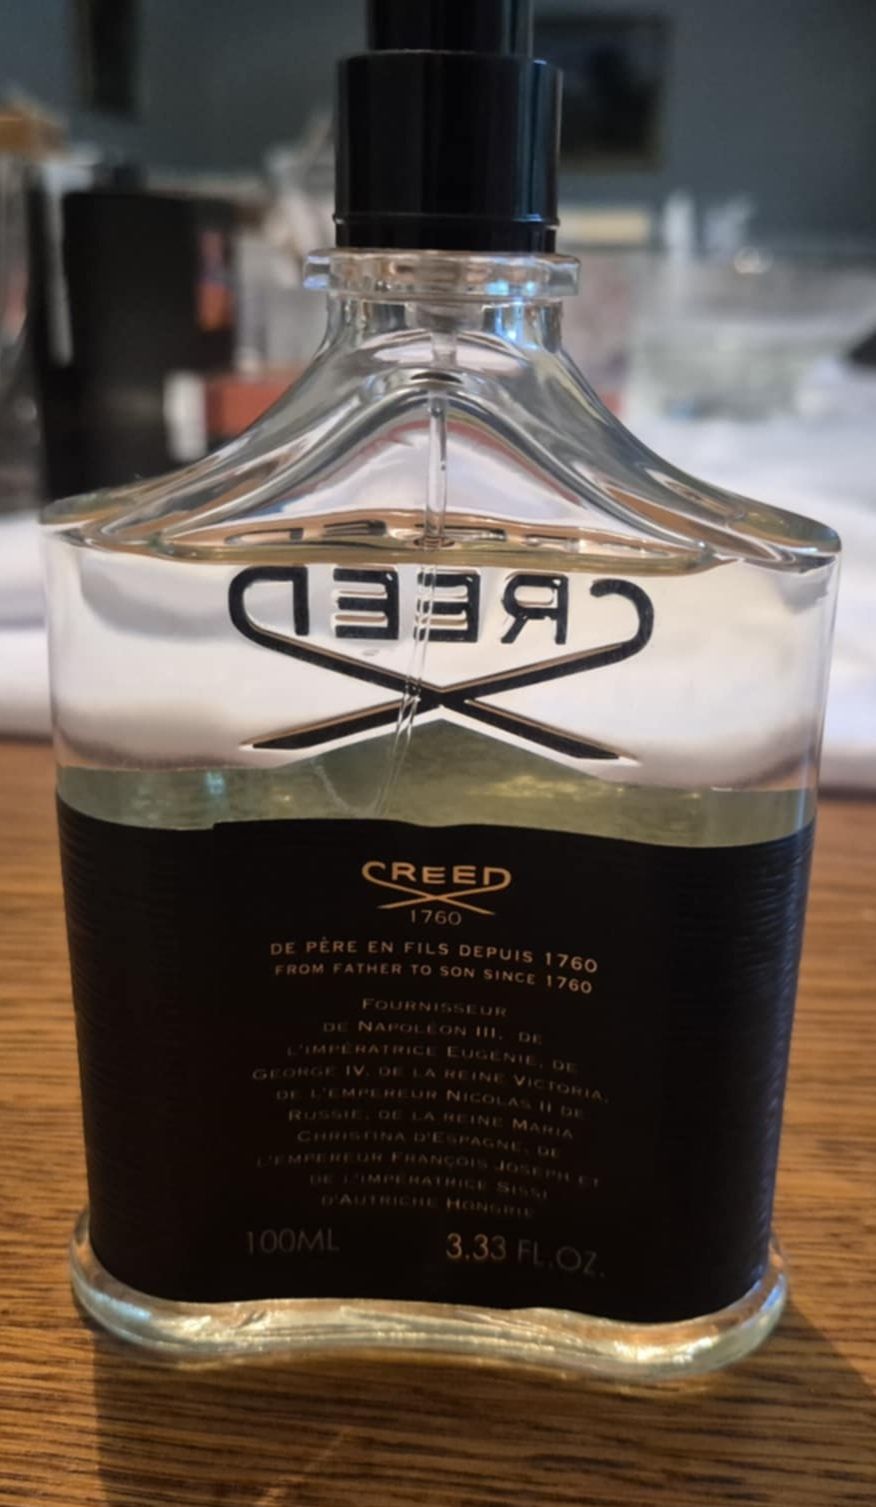 CREED
CREED
1760
DE PÈRE EN FILS DEPUIS 1760
FROM FATHER TO SON SINCE 1760
FOURNISSEUR
DE NAPOLÉON III, DE
L'IMPÉRATRICE EUGÉNIE, DE
GEORGE IV, DE LA REINE VICTORIA,
DE L'EMPEREUR NICOLAS II DE
RUSSIE, DE LA REINE MARIA
CHRISTINA D'ESPAGNE, DE
L'EMPEREUR FRANÇOIS JOSEPH ET
DE L'IMPÉRATRICE SISSI
D'AUTRICHE HONGRIE
100ML 3.33 FL.OZ.